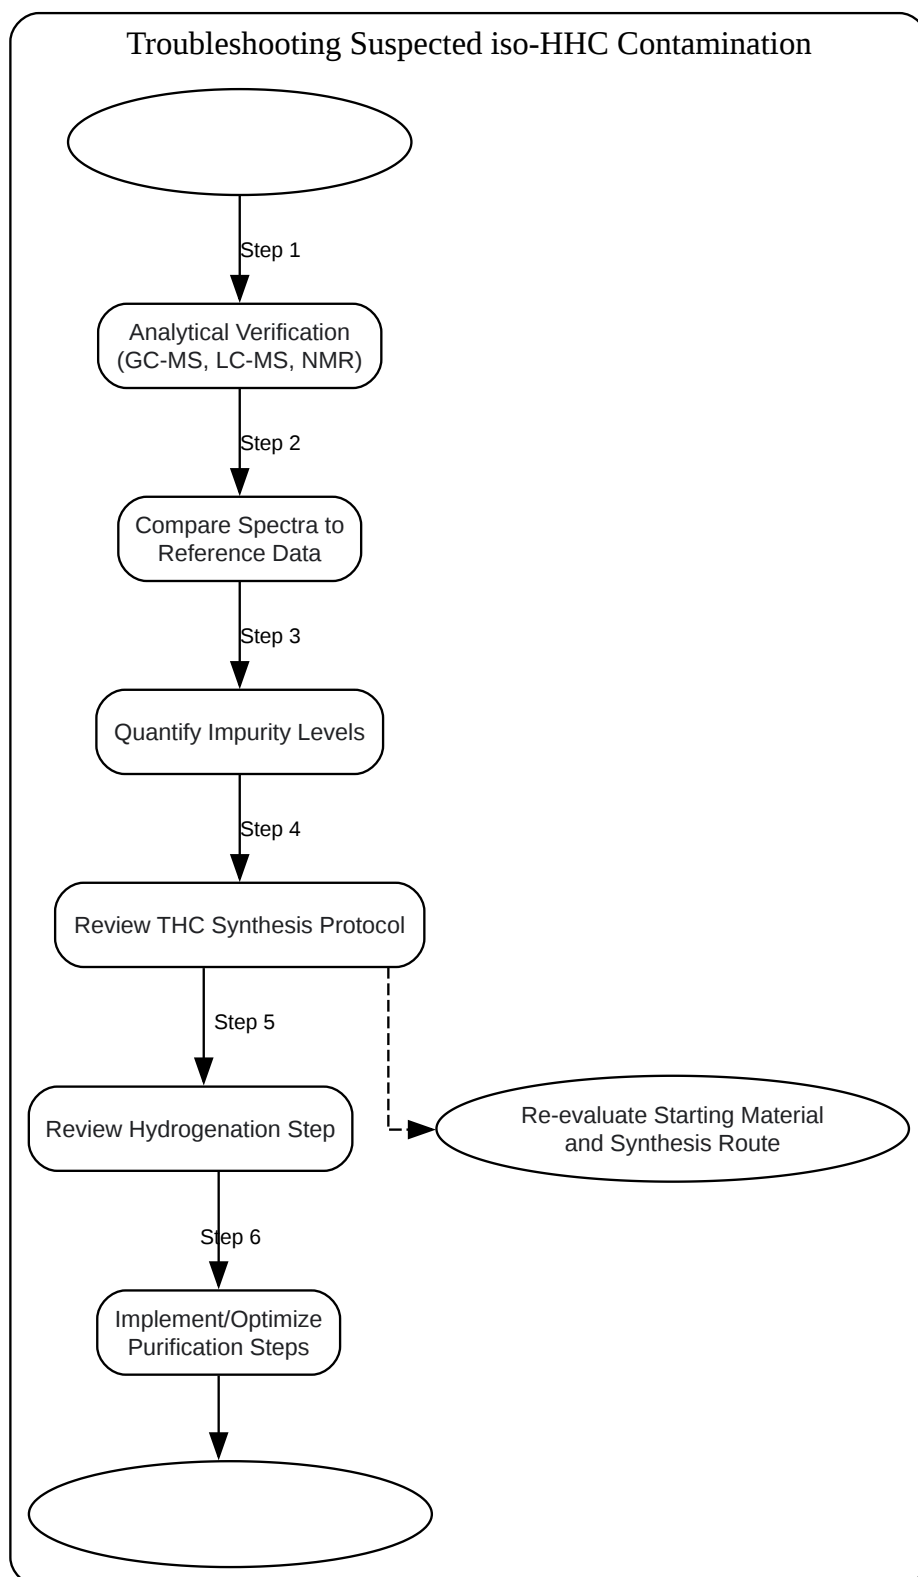 Troubleshooting Suspected iso-HHC Contamination
Step 1
Analytical Verification
(GC-MS, LC-MS, NMR)
Step 2
Compare Spectra to
Reference Data
Step 3
Quantify Impurity Levels
Step 4
Review THC Synthesis Protocol
Step 5
Review Hydrogenation Step
Re-evaluate Starting Material
and Synthesis Route
Step 6
Implement/Optimize
Purification Steps